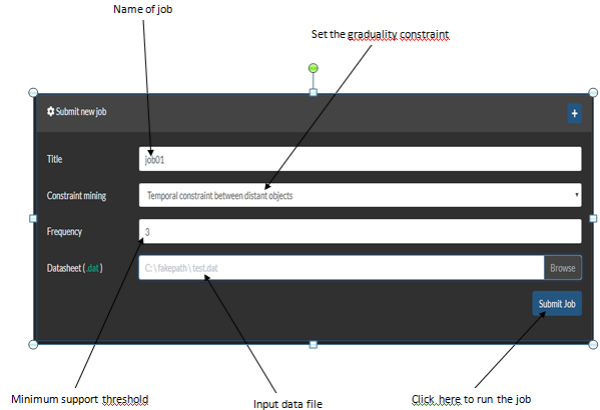 Name of job
Set the graduality constraint
Submit new job
+
Title
job01
Constraint mining
Temporal constraint between distant objects
Frequency
3
Datasheet (.dat)
C:\fakepath\test.dat
Browse
Submit Job
Minimum support threshold
Input data file
Click here to run the job